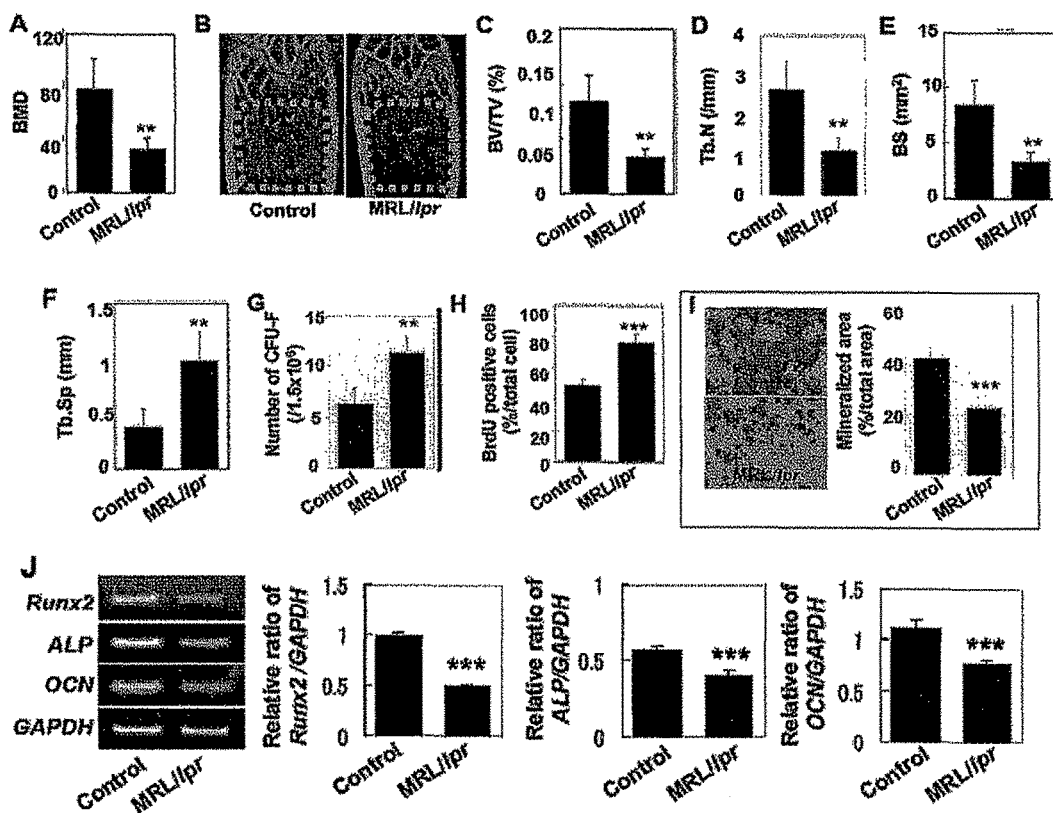 A
BMD
120
80
40
0
**
Control
MRL/lpr
B
Control
MRL/lpr
C
BV/TV (%)
0.2
0.15
0.1
0.05
0
**
Control
MRL/lpr
D
Tb.N (/mm)
4
3
2
1
0
**
Control
MRL/lpr
E
BS (mm²)
15
10
5
0
**
Control
MRL/lpr
F
Tb.Sp (mm)
1.5
1
0.5
0
**
Control
MRL/lpr
G
Number of CFU-F
(/1.5x10⁶)
15
10
5
0
**
Control
MRL/lpr
H
BrdU positive cells
(%/total cell)
100
80
60
40
20
0
***
Control
MRL/lpr
I
MRL/lpr
Mineralized area
(%/total area)
60
40
20
0
***
Control
MRL/lpr
J
Runx2
ALP
OCN
GAPDH
Control
MRL/lpr
Relative ratio of
Runx2/GAPDH
1.5
1
0.5
0
***
Control
MRL/lpr
Relative ratio of
ALP/GAPDH
1
0.5
0
***
Control
MRL/lpr
Relative ratio of
OCN/GAPDH
1.5
1
0.5
0
***
Control
MRL/lpr